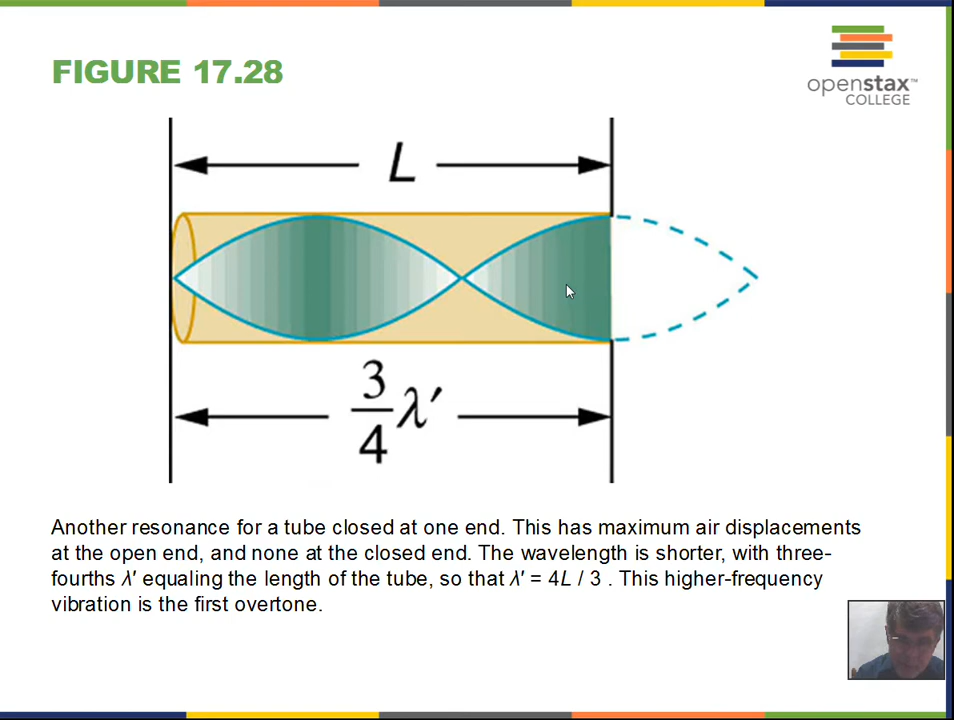 FIGURE 17.28
openstax™
COLLEGE
L
3
4
λ′
Another resonance for a tube closed at one end. This has maximum air displacements
at the open end, and none at the closed end. The wavelength is shorter, with three-
fourths λ′ equaling the length of the tube, so that λ′ = 4L / 3 . This higher-frequency
vibration is the first overtone.